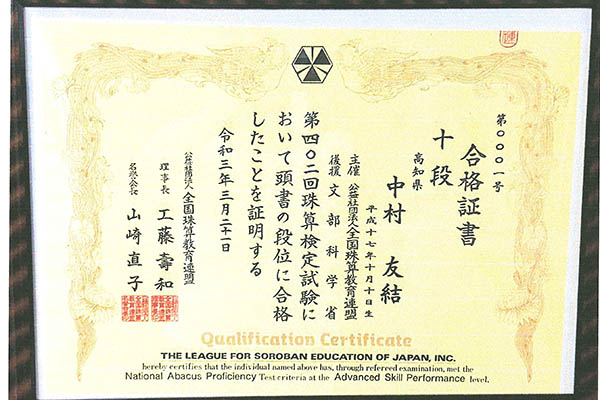 第〇〇〇一号
合格証書
十段
高知県
中村 友結
平成十七年十月十日生
主催 公益社団法人全国珠算教育連盟
後援 文部科学省
第四〇二回珠算検定試験に
おいて頭書の段位に合格
したことを証明する
令和三年三月二十一日
公益社団法人全国珠算教育連盟
理事長 工藤壽和
名誉会長 山崎直子
Qualification Certificate
THE LEAGUE FOR SOROBAN EDUCATION OF JAPAN, INC.
hereby certifies that the individual named above has, through refereed examination, met the
National Abacus Proficiency Test criteria at the Advanced Skill Performance level.